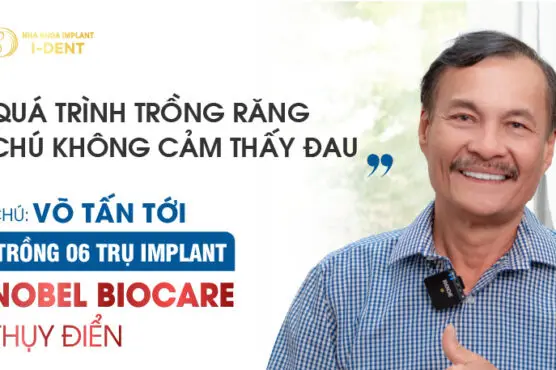 NHA KHOA IMPLANT
I-DENT
QUÁ TRÌNH TRỒNG RĂNG
CHÚ KHÔNG CẢM THẤY ĐAU
”
CHÚ: VÕ TẤN TỚI
TRỒNG 06 TRỤ IMPLANT
NOBEL BIOCARE
THỤY ĐIỂN